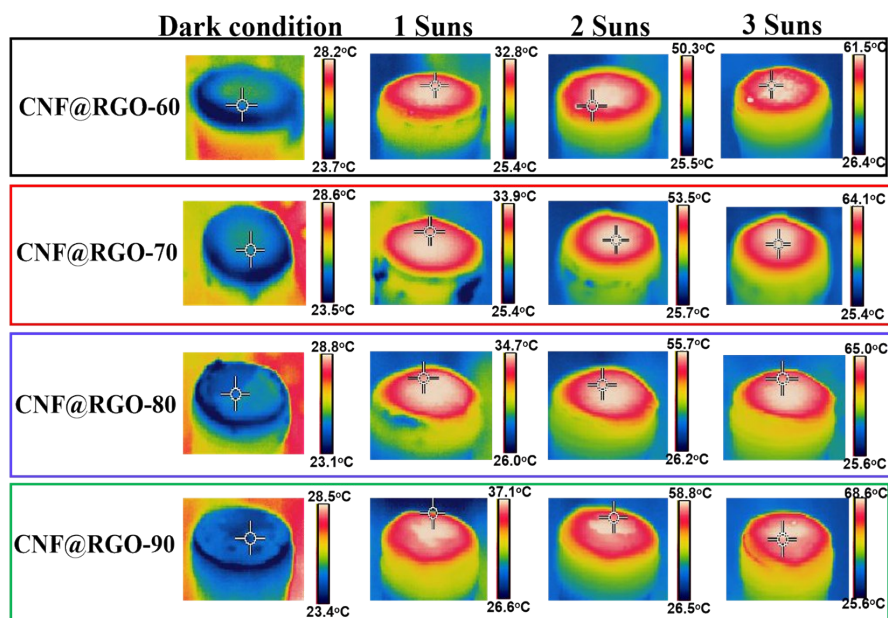 Dark condition 1 Suns 2 Suns 3 Suns
28.2°C 32.8°C 50.3°C 61.5°C
CNF@RGO-60
23.7°C 25.4°C 25.5°C 26.4°C
28.6°C 33.9°C 53.5°C 64.1°C
CNF@RGO-70
23.5°C 25.4°C 25.7°C 25.4°C
28.8°C 34.7°C 55.7°C 65.0°C
CNF@RGO-80
23.1°C 26.0°C 26.2°C 25.6°C
28.5°C 37.1°C 58.8°C 68.6°C
CNF@RGO-90
23.4°C 26.6°C 26.5°C 25.6°C